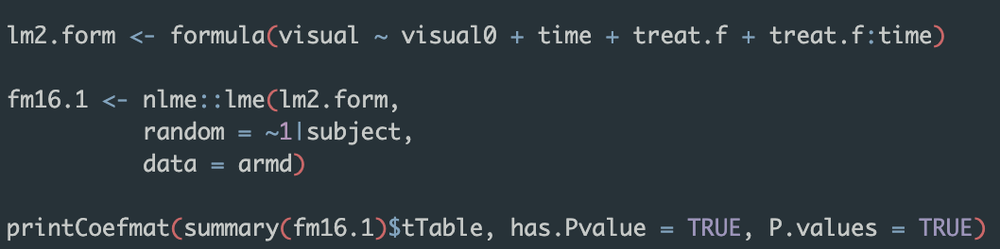 lm2.form <- formula(visual ~ visual0 + time + treat.f + treat.f:time)
fm16.1 <- nlme::lme(lm2.form,
random = ~1|subject,
data = armd)
printCoefmat(summary(fm16.1)$tTable, has.Pvalue = TRUE, P.values = TRUE)